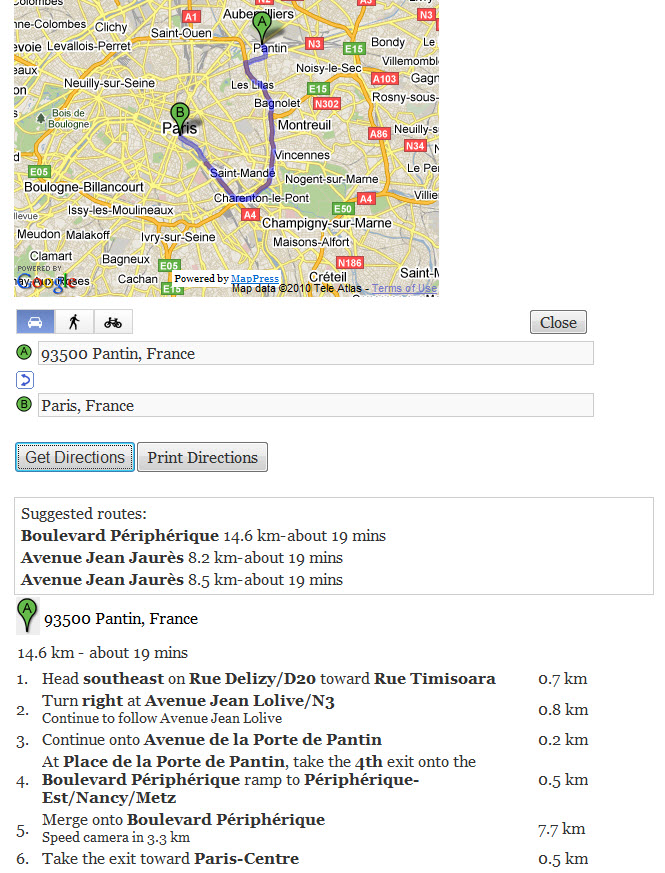 A1
N2
A3
N3
Aubervilliers
ne-Colombes
Clichy
Saint-Ouen
A
Pantin
N3
E15
Bondy
evoie
Levallois-Perret
Noisy-le-Sec
Villemomble
A103
Gagny
Neuilly-sur-Seine
Les Lilas
E15
Rosny-sous-
Bagnolet
N302
B
Bois de
Boulogne
Paris
Montreuil
A86
Neuilly-s
N34
Vincennes
Le Pe
E05
Saint-Mandé
Nogent-sur-Marne
Boulogne-Billancourt
Charenton-le-Pont
A4
Villie
Issy-les-Moulineaux
A4
E50
llevue
Champigny-sur-Marne
Meudon
Malakoff
Ivry-sur-Seine
Maisons-Alfort
Clamart
Bagneux
N186
POWERED BY
Google
E05
Cachan
Powered by MapPress
Créteil
Saint-M
E15
Map data ©2010 Tele Atlas - Terms of Use
Close
A 93500 Pantin, France
B Paris, France
Get Directions
Print Directions
Suggested routes:
Boulevard Périphérique 14.6 km-about 19 mins
Avenue Jean Jaurès 8.2 km-about 19 mins
Avenue Jean Jaurès 8.5 km-about 19 mins
A 93500 Pantin, France
14.6 km - about 19 mins
1. Head southeast on Rue Delizy/D20 toward Rue Timisoara 0.7 km
2. Turn right at Avenue Jean Lolive/N3 0.8 km
Continue to follow Avenue Jean Lolive
3. Continue onto Avenue de la Porte de Pantin 0.2 km
At Place de la Porte de Pantin, take the 4th exit onto the
4. Boulevard Périphérique ramp to Périphérique- 0.5 km
Est/Nancy/Metz
5. Merge onto Boulevard Périphérique 7.7 km
Speed camera in 3.3 km
6. Take the exit toward Paris-Centre 0.5 km